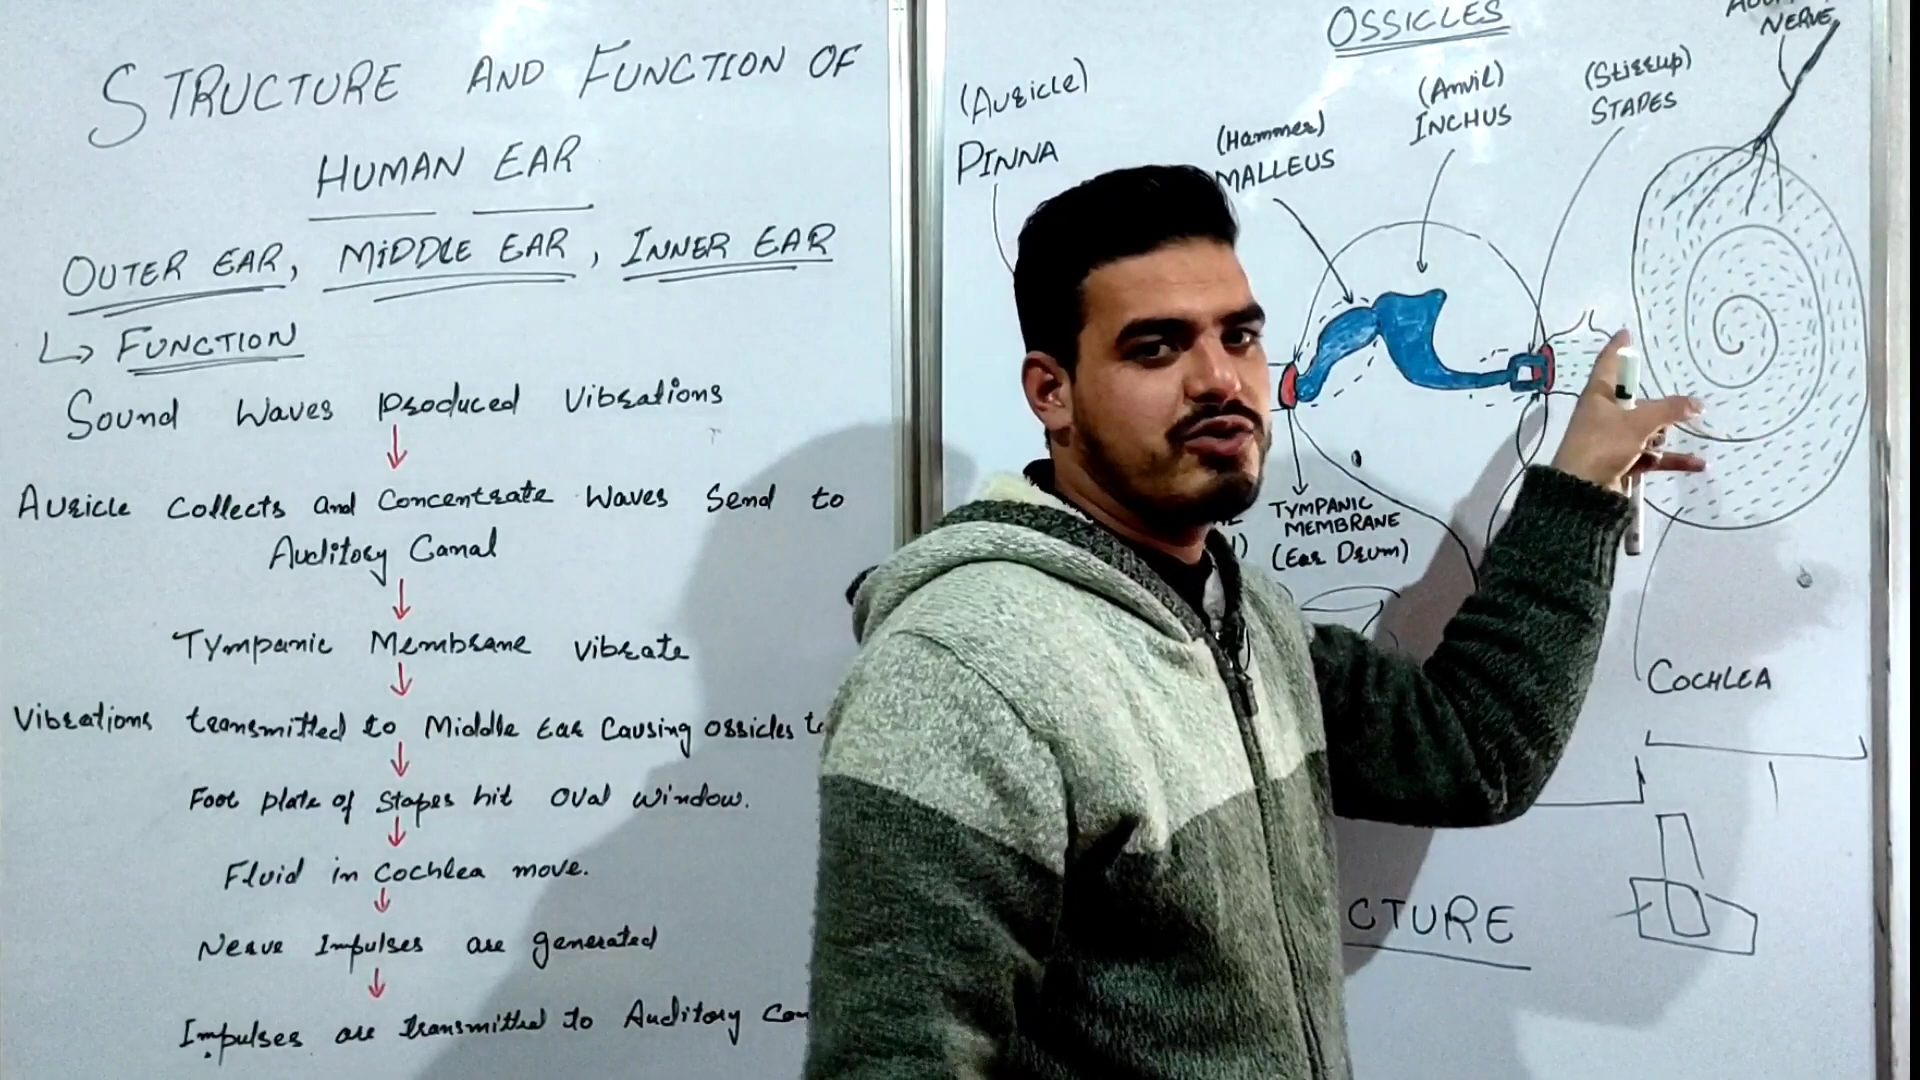 STRUCTURE AND FUNCTION OF
HUMAN EAR
OUTER EAR, MIDDLE EAR, INNER EAR
↳ FUNCTION
Sound Waves produced Vibrations
↓
Auricle Collects and Concentrate Waves Send to
Auditory Canal
↓
Tympanic Membrane vibrate
↓
Vibrations transmitted to Middle Ear Causing ossicles
↓
Foot plate of Stapes hit oval window.
↓
Fluid in Cochlea move.
↓
Nerve Impulses are generated
↓
Impulses are transmitted to Auditory
OSSICLES
NERVE
(Auricle)
PINNA
(Hammer)
MALLEUS
(Anvil)
INCHUS
(Stirrup)
STAPES
TYMPANIC
MEMBRANE
(Ear Drum)
COCHLEA
CTURE